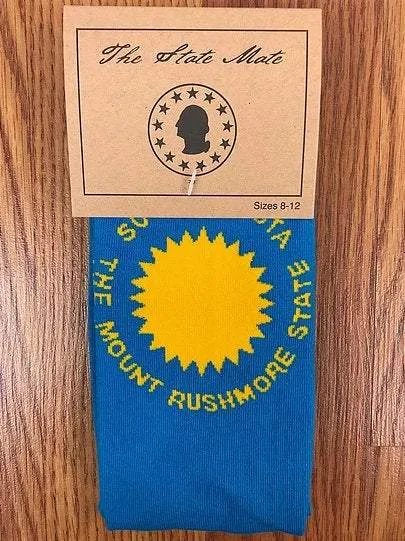 The State Mate
Sizes 8-12
THE MOUNT RUSHMORE STATE